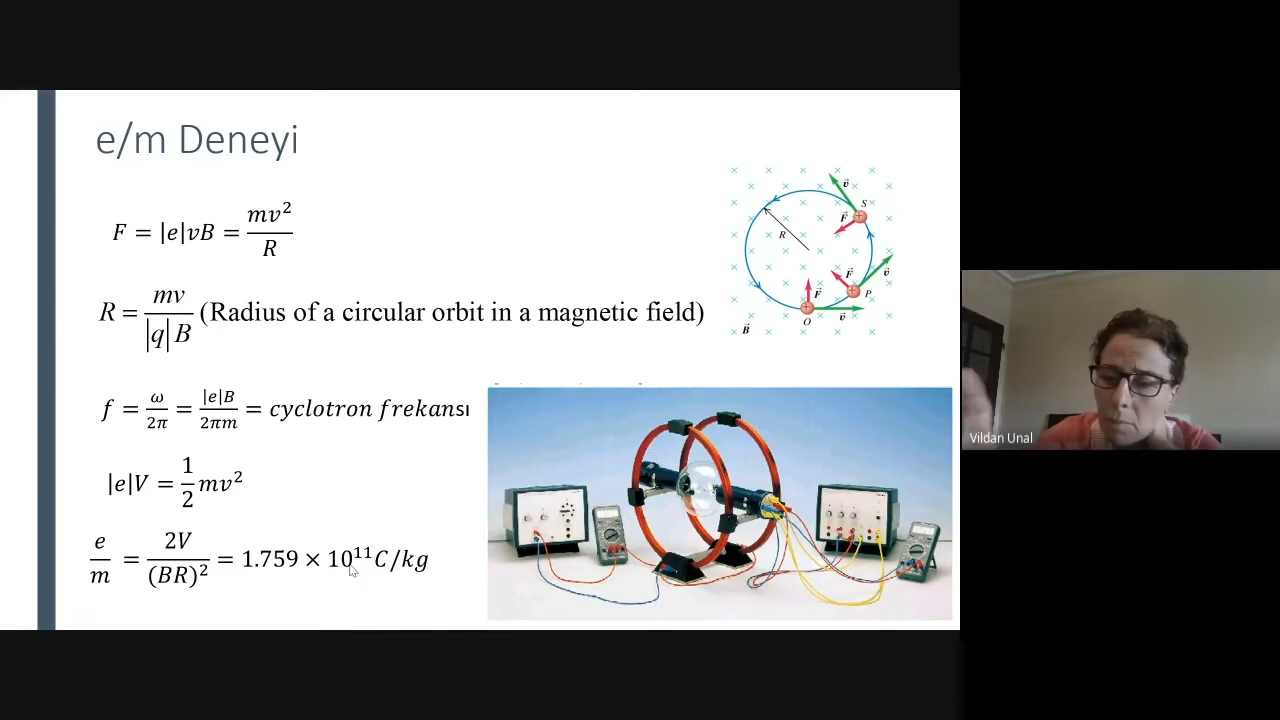 e/m Deneyi
F = |e|vB = mv²/R
R = mv/|q|B (Radius of a circular orbit in a magnetic field)
f = ω/2π = |e|B/2πm = cyclotron frekansı
|e|V = 1/2 mv²
e/m = 2V/(BR)² = 1.759 × 10¹¹C/kg
v⃗
S
F⃗
R
F⃗
v⃗
P
F⃗
O
v⃗
B⃗
Vildan Unal